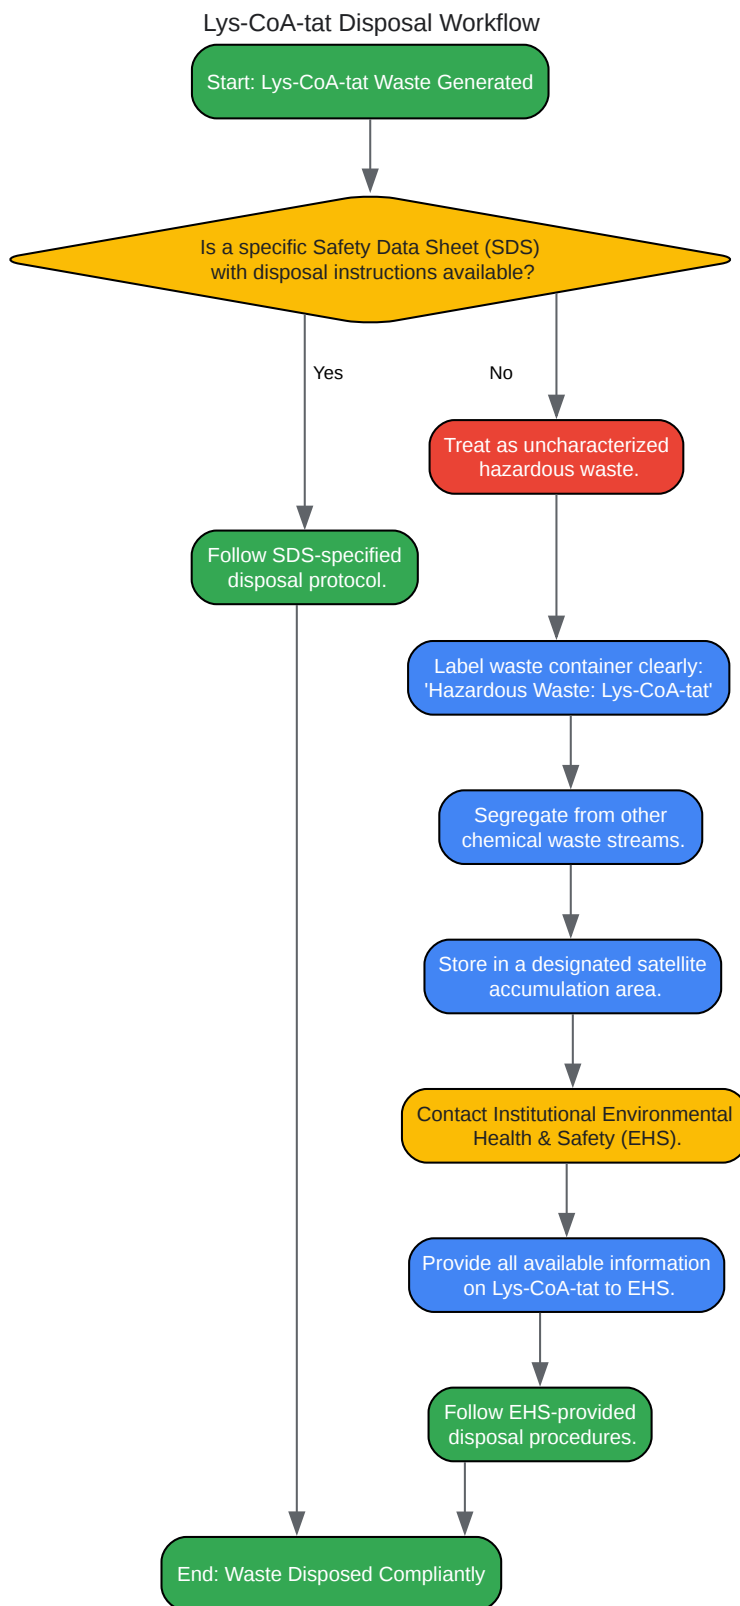 Lys-CoA-tat Disposal Workflow
Start: Lys-CoA-tat Waste Generated
Is a specific Safety Data Sheet (SDS)
with disposal instructions available?
Yes
No
Treat as uncharacterized
hazardous waste.
Follow SDS-specified
disposal protocol.
Label waste container clearly:
'Hazardous Waste: Lys-CoA-tat'
Segregate from other
chemical waste streams.
Store in a designated satellite
accumulation area.
Contact Institutional Environmental
Health & Safety (EHS).
Provide all available information
on Lys-CoA-tat to EHS.
Follow EHS-provided
disposal procedures.
End: Waste Disposed Compliantly